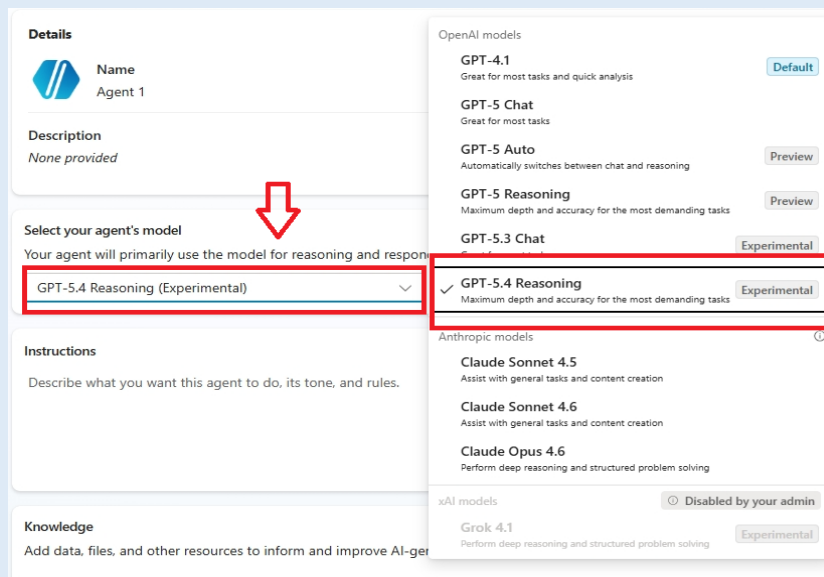 Details
Name
Agent 1
Description
None provided
Select your agent's model
Your agent will primarily use the model for reasoning and respon
GPT-5.4 Reasoning (Experimental)
Instructions
Describe what you want this agent to do, its tone, and rules.
Knowledge
Add data, files, and other resources to inform and improve AI-ger
OpenAI models
GPT-4.1
Default
Great for most tasks and quick analysis
GPT-5 Chat
Great for most tasks
GPT-5 Auto
Preview
Automatically switches between chat and reasoning
GPT-5 Reasoning
Preview
Maximum depth and accuracy for the most demanding tasks
GPT-5.3 Chat
Experimental
GPT-5.4 Reasoning
Experimental
Maximum depth and accuracy for the most demanding tasks
Anthropic models
Claude Sonnet 4.5
Assist with general tasks and content creation
Claude Sonnet 4.6
Assist with general tasks and content creation
Claude Opus 4.6
Perform deep reasoning and structured problem solving
xAI models
Disabled by your admin
Grok 4.1
Experimental
Perform deep reasoning and structured problem solving